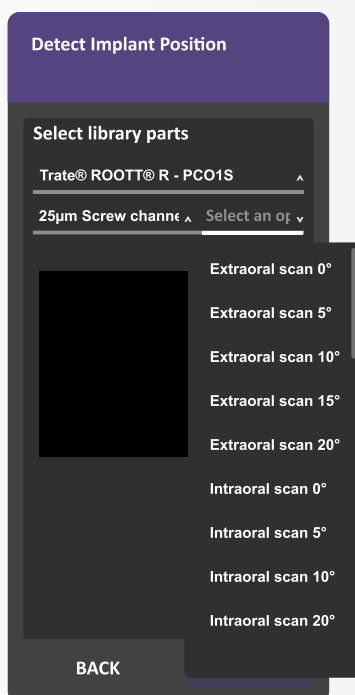 Detect Implant Position
Select library parts
Trate® ROOTT® R - PCO1S
25µm Screw channe Select an op
Extraoral scan 0°
Extraoral scan 5°
Extraoral scan 10°
Extraoral scan 15°
Extraoral scan 20°
Intraoral scan 0°
Intraoral scan 5°
Intraoral scan 10°
Intraoral scan 20°
BACK